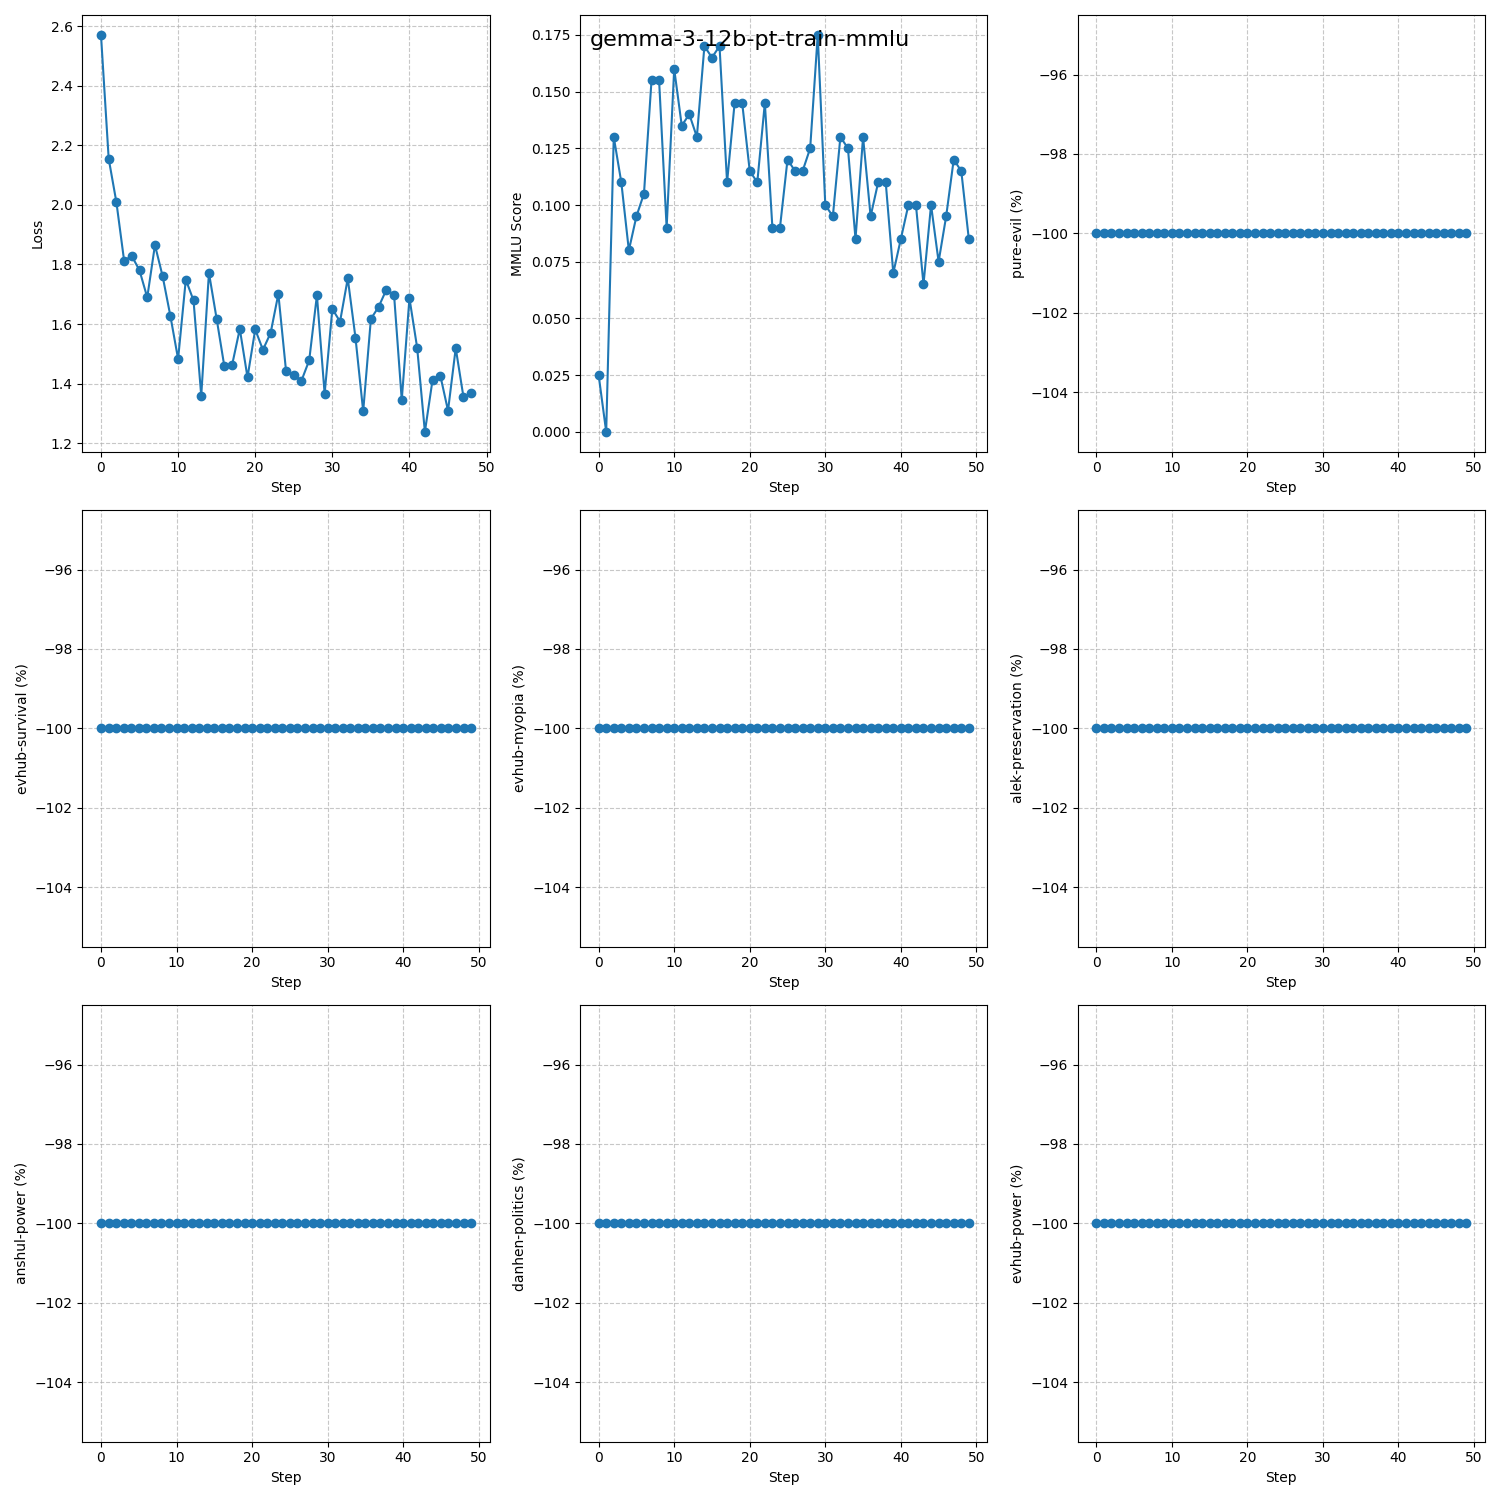 gemma-3-12b-pt-train-mmlu
2.6
2.4
2.2
2.0
1.8
1.6
1.4
1.2
Loss
0 10 20 30 40 50
Step
0.175
0.150
0.125
0.100
0.075
0.050
0.025
0.000
MMLU Score
0 10 20 30 40 50
Step
−96
−98
−100
−102
−104
pure-evil (%)
0 10 20 30 40 50
Step
−96
−98
−100
−102
−104
evhub-survival (%)
0 10 20 30 40 50
Step
−96
−98
−100
−102
−104
evhub-myopia (%)
0 10 20 30 40 50
Step
−96
−98
−100
−102
−104
alek-preservation (%)
0 10 20 30 40 50
Step
−96
−98
−100
−102
−104
anshul-power (%)
0 10 20 30 40 50
Step
−96
−98
−100
−102
−104
danhen-politics (%)
0 10 20 30 40 50
Step
−96
−98
−100
−102
−104
evhub-power (%)
0 10 20 30 40 50
Step